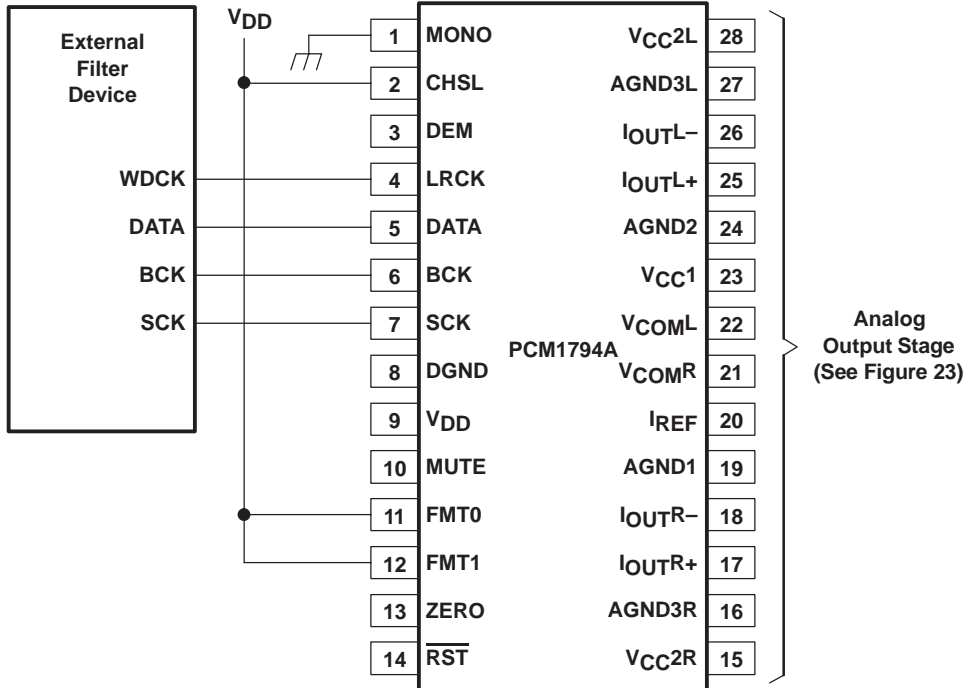 VDD
External
Filter
Device
WDCK
DATA
BCK
SCK
1 MONO
2 CHSL
3 DEM
4 LRCK
5 DATA
6 BCK
7 SCK
8 DGND
9 VDD
10 MUTE
11 FMT0
12 FMT1
13 ZERO
14 RST
PCM1794A
VCC2L 28
AGND3L 27
IOUTL– 26
IOUTL+ 25
AGND2 24
VCC1 23
VCOML 22
VCOMR 21
IREF 20
AGND1 19
IOUTR– 18
IOUTR+ 17
AGND3R 16
VCC2R 15
Analog
Output Stage
(See Figure 23)